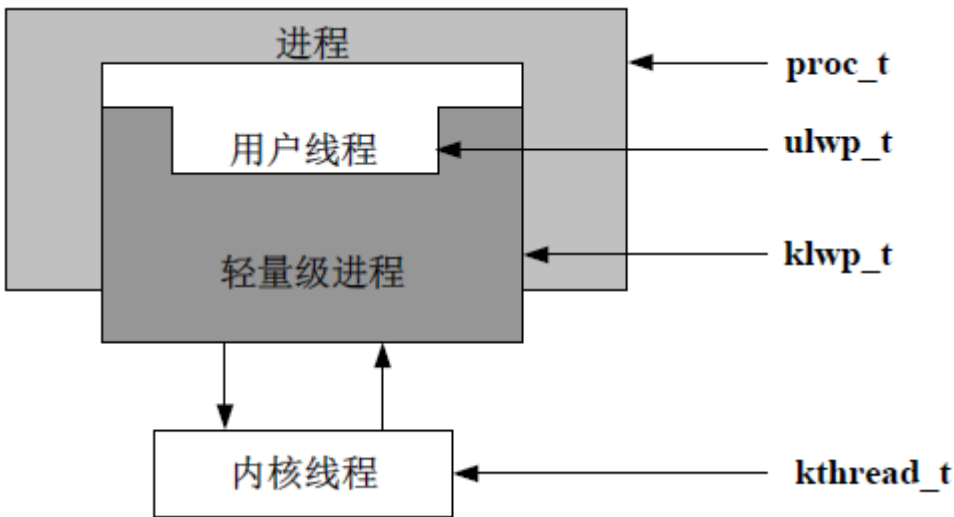 进程
proc_t
用户线程
ulwp_t
轻量级进程
klwp_t
内核线程
kthread_t